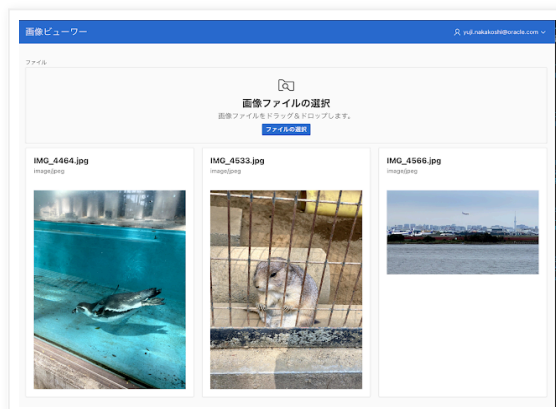 画像ビューワー
yuji.nakakoshi@oracle.com
ファイル
画像ファイルの選択
画像ファイルをドラッグ＆ドロップします。
ファイルの選択
IMG_4464.jpg
image/jpeg
IMG_4533.jpg
image/jpeg
IMG_4566.jpg
image/jpeg